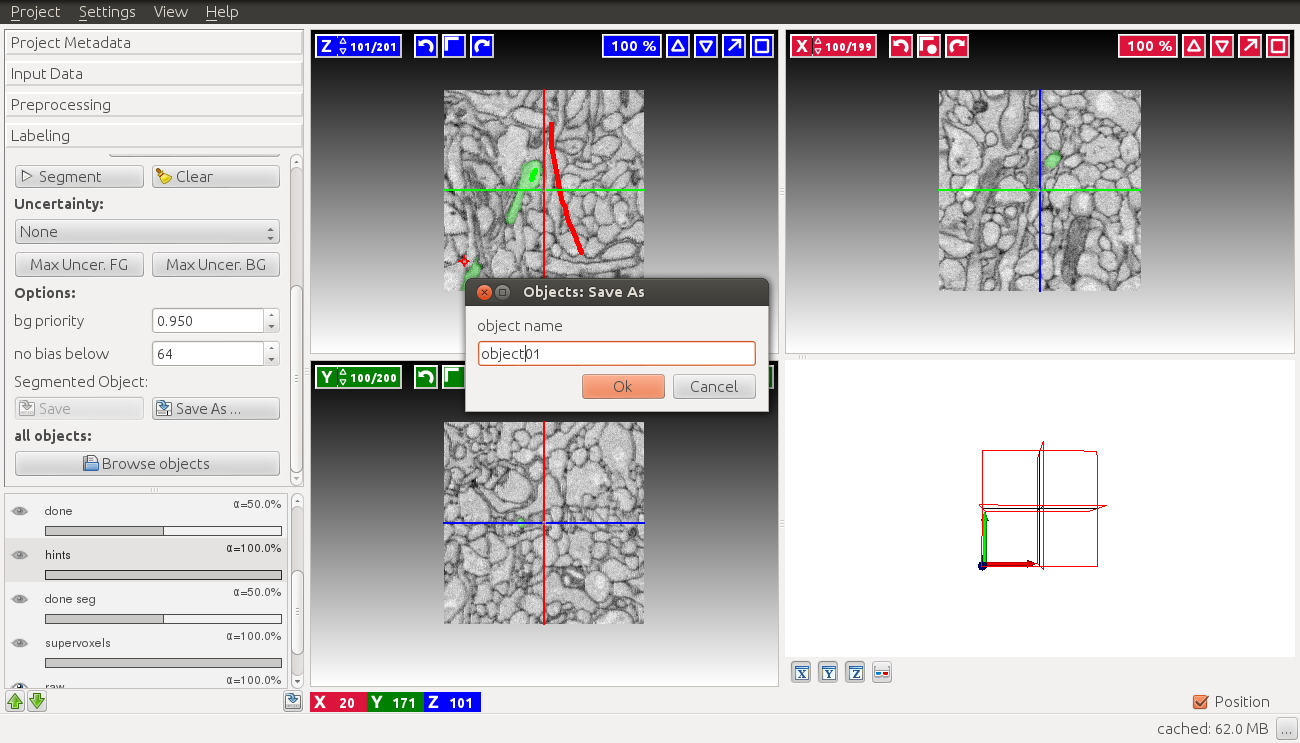 Project Settings View Help
Project Metadata
Input Data
Preprocessing
Labeling
Segment
Clear
Uncertainty:
None
Max Uncer. FG
Max Uncer. BG
Options:
bg priority
0.950
no bias below
64
Segmented Object:
Save
Save As ...
all objects:
Browse objects
done
α=50.0%
hints
α=100.0%
done seg
α=50.0%
supervoxels
α=100.0%
raw
α=100.0%
Z 101/201
100 %
X 100/199
100 %
Y 100/200
Objects: Save As
object name
object01
Ok
Cancel
X
Y
Z
X 20 Y 171 Z 101
Position
cached: 62.0 MB
...